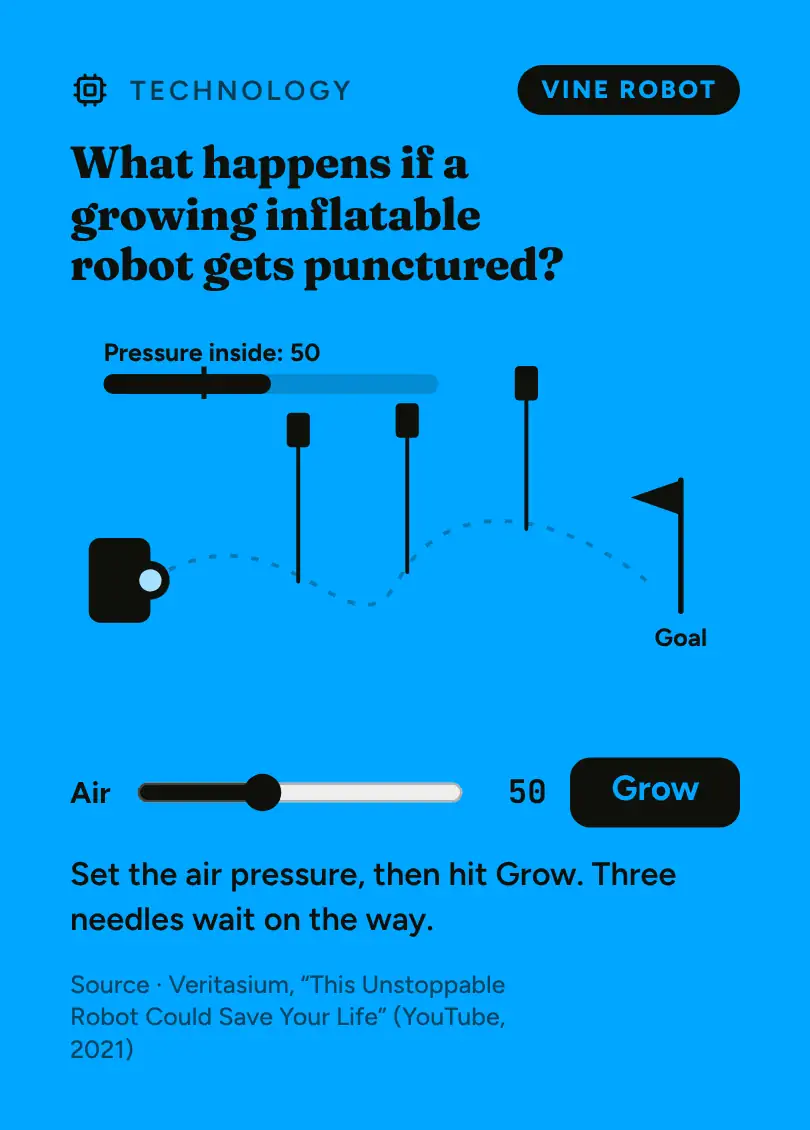 TECHNOLOGY
VINE ROBOT
What happens if a
growing inflatable
robot gets punctured?
Pressure inside: 50
Goal
Air
50
Grow
Set the air pressure, then hit Grow. Three
needles wait on the way.
Source · Veritasium, “This Unstoppable
Robot Could Save Your Life” (YouTube,
2021)